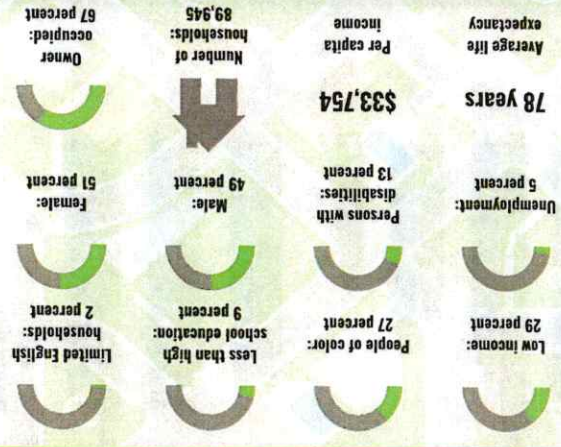 Low income:
29 percent
People of color:
27 percent
Less than high
school education:
9 percent
Limited English
households:
2 percent
Unemployment:
5 percent
Persons with
disabilities:
13 percent
Male:
49 percent
Female:
51 percent
78 years
Average life
expectancy
$33,754
Per capita
income
Number of
households:
89,945
Owner
occupied:
67 percent